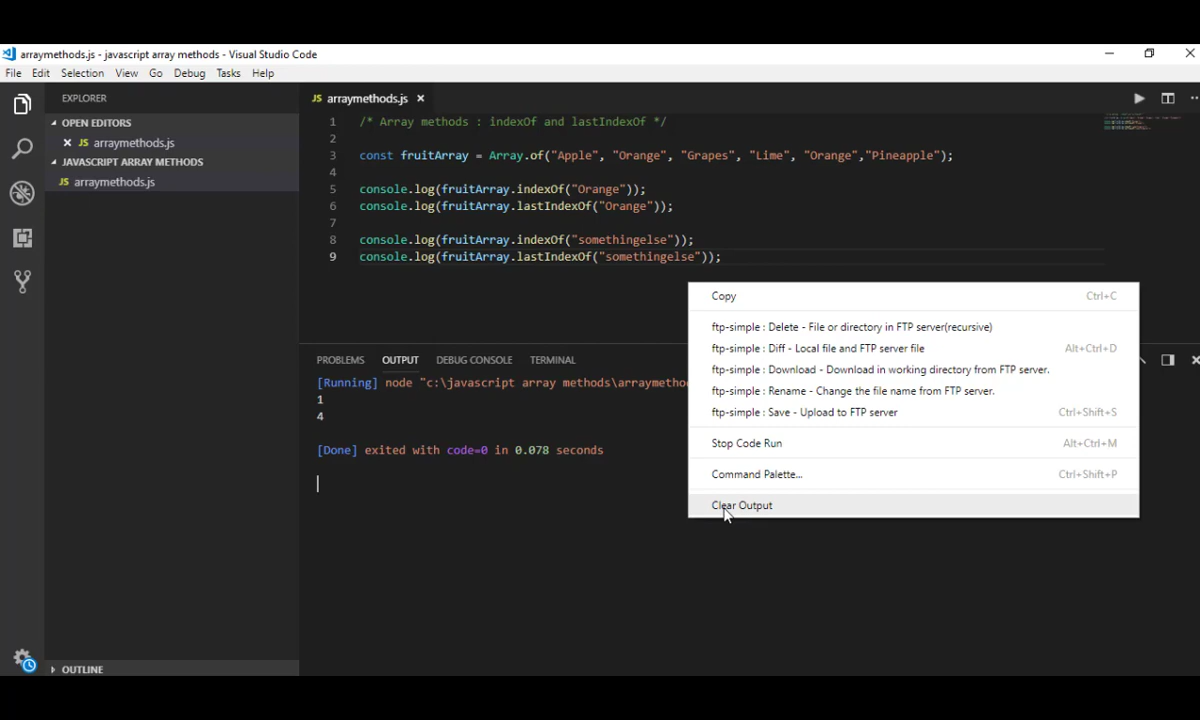 arraymethods.js - javascript array methods - Visual Studio Code
File Edit Selection View Go Debug Tasks Help
EXPLORER
OPEN EDITORS
JS arraymethods.js
JAVASCRIPT ARRAY METHODS
JS arraymethods.js
OUTLINE
JS arraymethods.js
1 /* Array methods : indexOf and lastIndexOf */
2
3 const fruitArray = Array.of("Apple", "Orange", "Grapes", "Lime", "Orange","Pineapple");
4
5 console.log(fruitArray.indexOf("Orange"));
6 console.log(fruitArray.lastIndexOf("Orange"));
7
8 console.log(fruitArray.indexOf("somethingelse"));
9 console.log(fruitArray.lastIndexOf("somethingelse"));
PROBLEMS OUTPUT DEBUG CONSOLE TERMINAL
[Running] node "c:\javascript array methods\arraymetho
1
4
[Done] exited with code=0 in 0.078 seconds
Copy Ctrl+C
ftp-simple : Delete - File or directory in FTP server(recursive)
ftp-simple : Diff - Local file and FTP server file Alt+Ctrl+D
ftp-simple : Download - Download in working directory from FTP server.
ftp-simple : Rename - Change the file name from FTP server.
ftp-simple : Save - Upload to FTP server Ctrl+Shift+S
Stop Code Run Alt+Ctrl+M
Command Palette... Ctrl+Shift+P
Clear Output